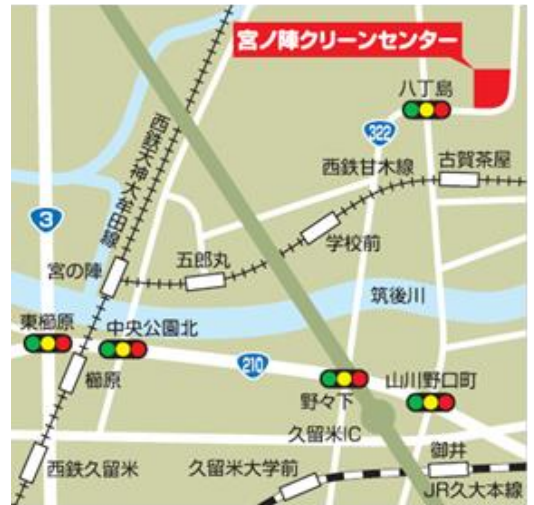 宮ノ陣クリーンセンター
八丁島
322
古賀茶屋
西鉄甘木線
西鉄天神大牟田線
3
学校前
五郎丸
宮の陣
筑後川
東櫛原
中央公園北
210
山川野口町
櫛原
野々下
久留米IC
西鉄久留米
久留米大学前
御井
JR久大本線